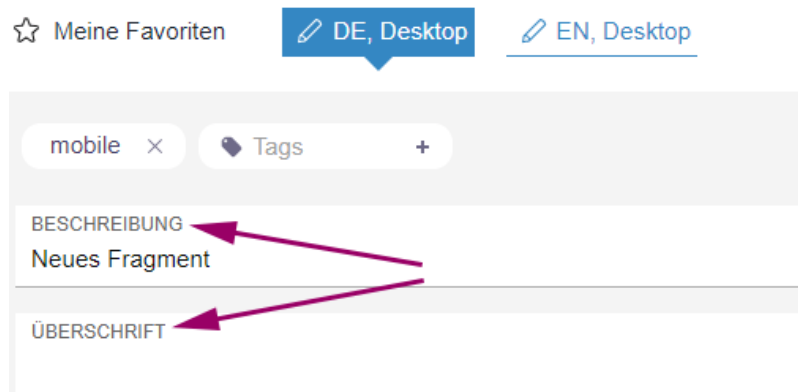 Meine Favoriten DE, Desktop EN, Desktop
mobile × Tags +
BESCHREIBUNG
Neues Fragment
ÜBERSCHRIFT